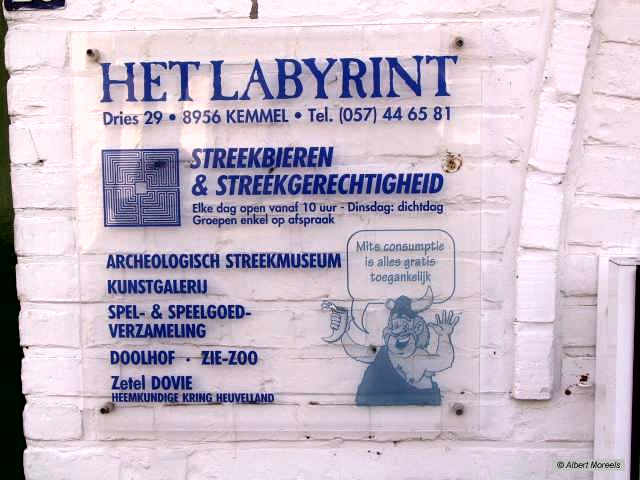 HET LABYRINT
Dries 29 • 8956 KEMMEL • Tel. (057) 44 65 81
STREEKBIEREN
& STREEKGERECHTIGHEID
Elke dag open vanaf 10 uur - Dinsdag: dichtdag
Groepen enkel op afspraak
ARCHEOLOGISCH STREEKMUSEUM
KUNSTGALERIJ
SPEL- & SPEELGOED-
VERZAMELING
DOOLHOF · ZIE-ZOO
Zetel DOVIE
HEEMKUNDIGE KRING HEUVELLAND
Mits consumptie
is alles gratis
toegankelijk
© Albert Moreels